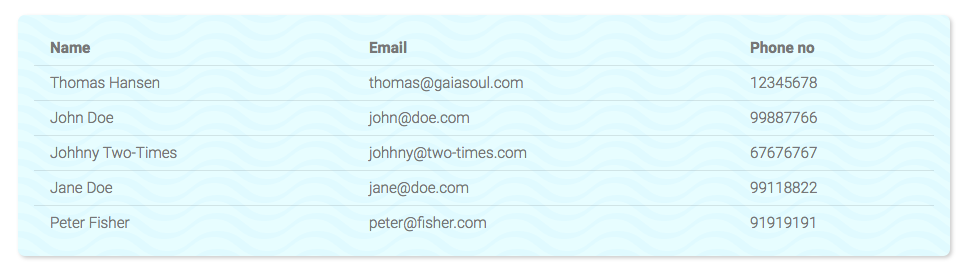 Name Email Phone no
Thomas Hansen thomas@gaiasoul.com 12345678
John Doe john@doe.com 99887766
Johhny Two-Times johhny@two-times.com 67676767
Jane Doe jane@doe.com 99118822
Peter Fisher peter@fisher.com 91919191